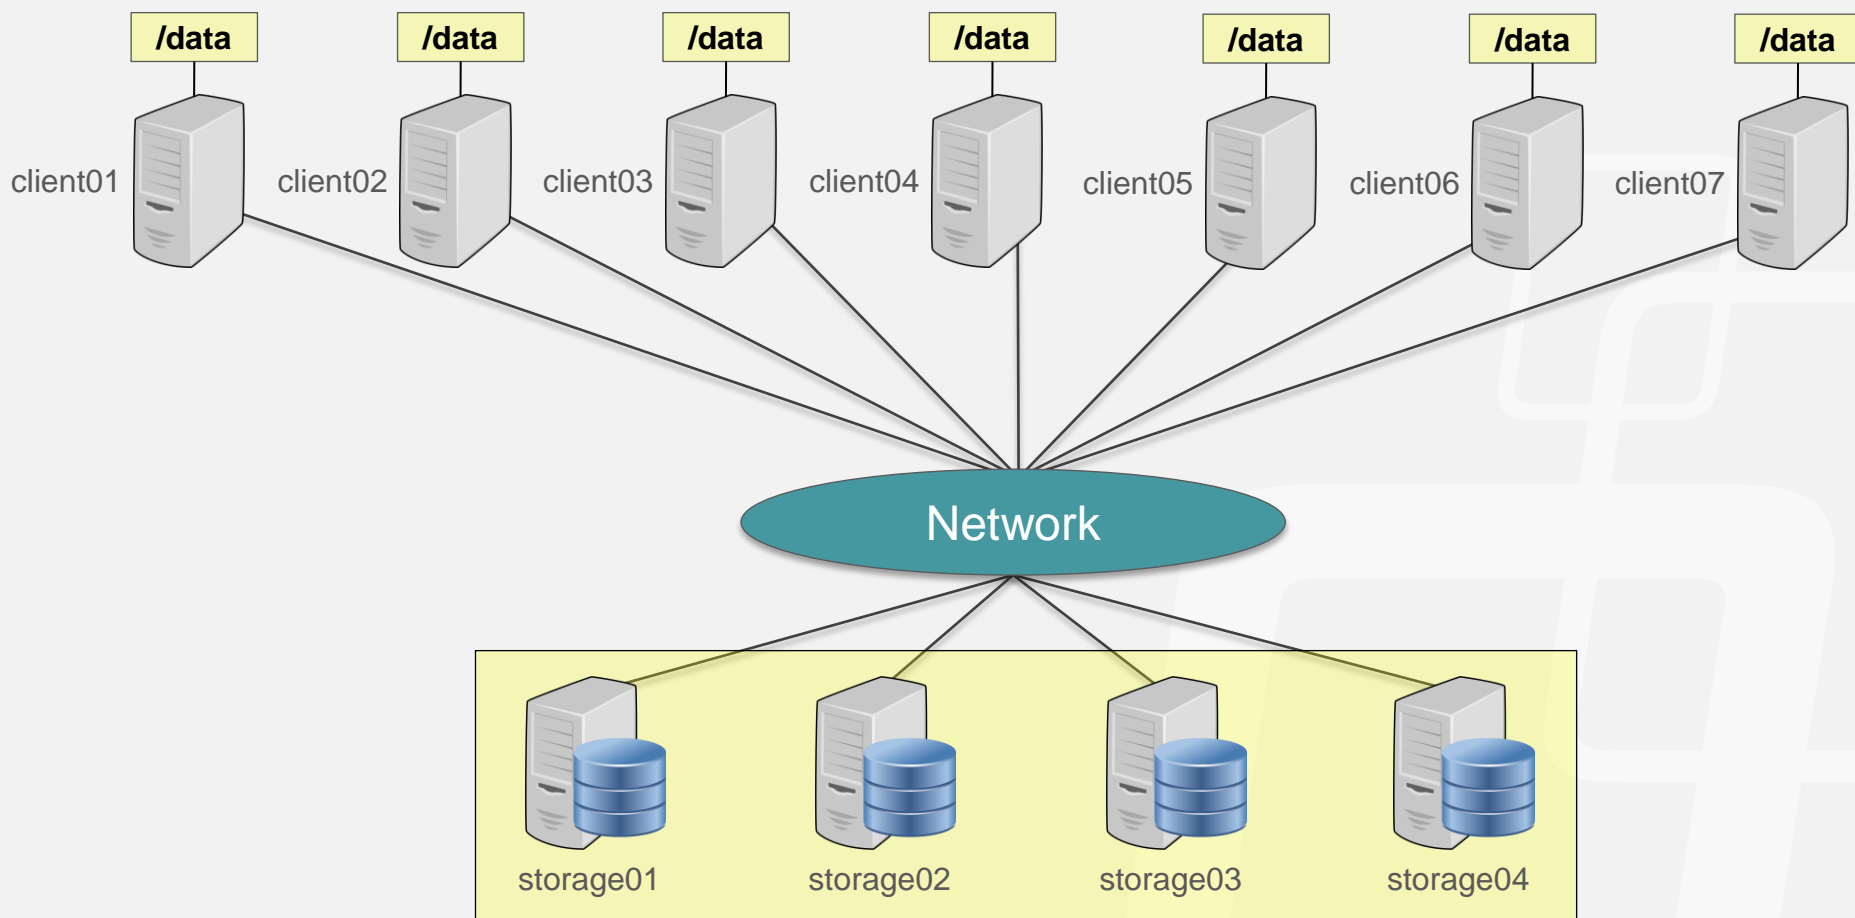 /data /data /data /data /data /data /data
client01 client02 client03 client04 client05 client06 client07
Network
storage01 storage02 storage03 storage04